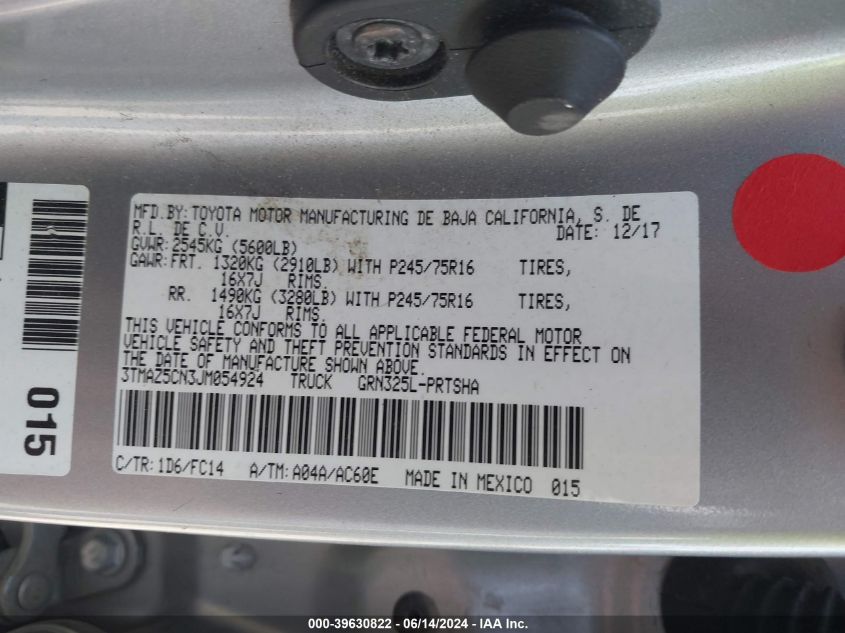 MFD.BY:TOYOTA MOTOR MANUFACTURING DE BAJA CALIFORNIA, S. DE
R.L. DE C.V. DATE: 12/17
GVWR:2545KG (5600LB)
GAWR:FRT. 1320KG (2910LB) WITH P245/75R16 TIRES,
16X7J RIMS.
RR. 1490KG (3280LB) WITH P245/75R16 TIRES,
16X7J RIMS.
THIS VEHICLE CONFORMS TO ALL APPLICABLE FEDERAL MOTOR
VEHICLE SAFETY AND THEFT PREVENTION STANDARDS IN EFFECT ON
THE DATE OF MANUFACTURE SHOWN ABOVE.
3TMAZ5CN3JM054924 TRUCK GRN325L-PRTSHA
C/TR:1D6/FC14 A/TM:A04A/AC60E MADE IN MEXICO 015
015
000-39630822 - 06/14/2024 - IAA Inc.